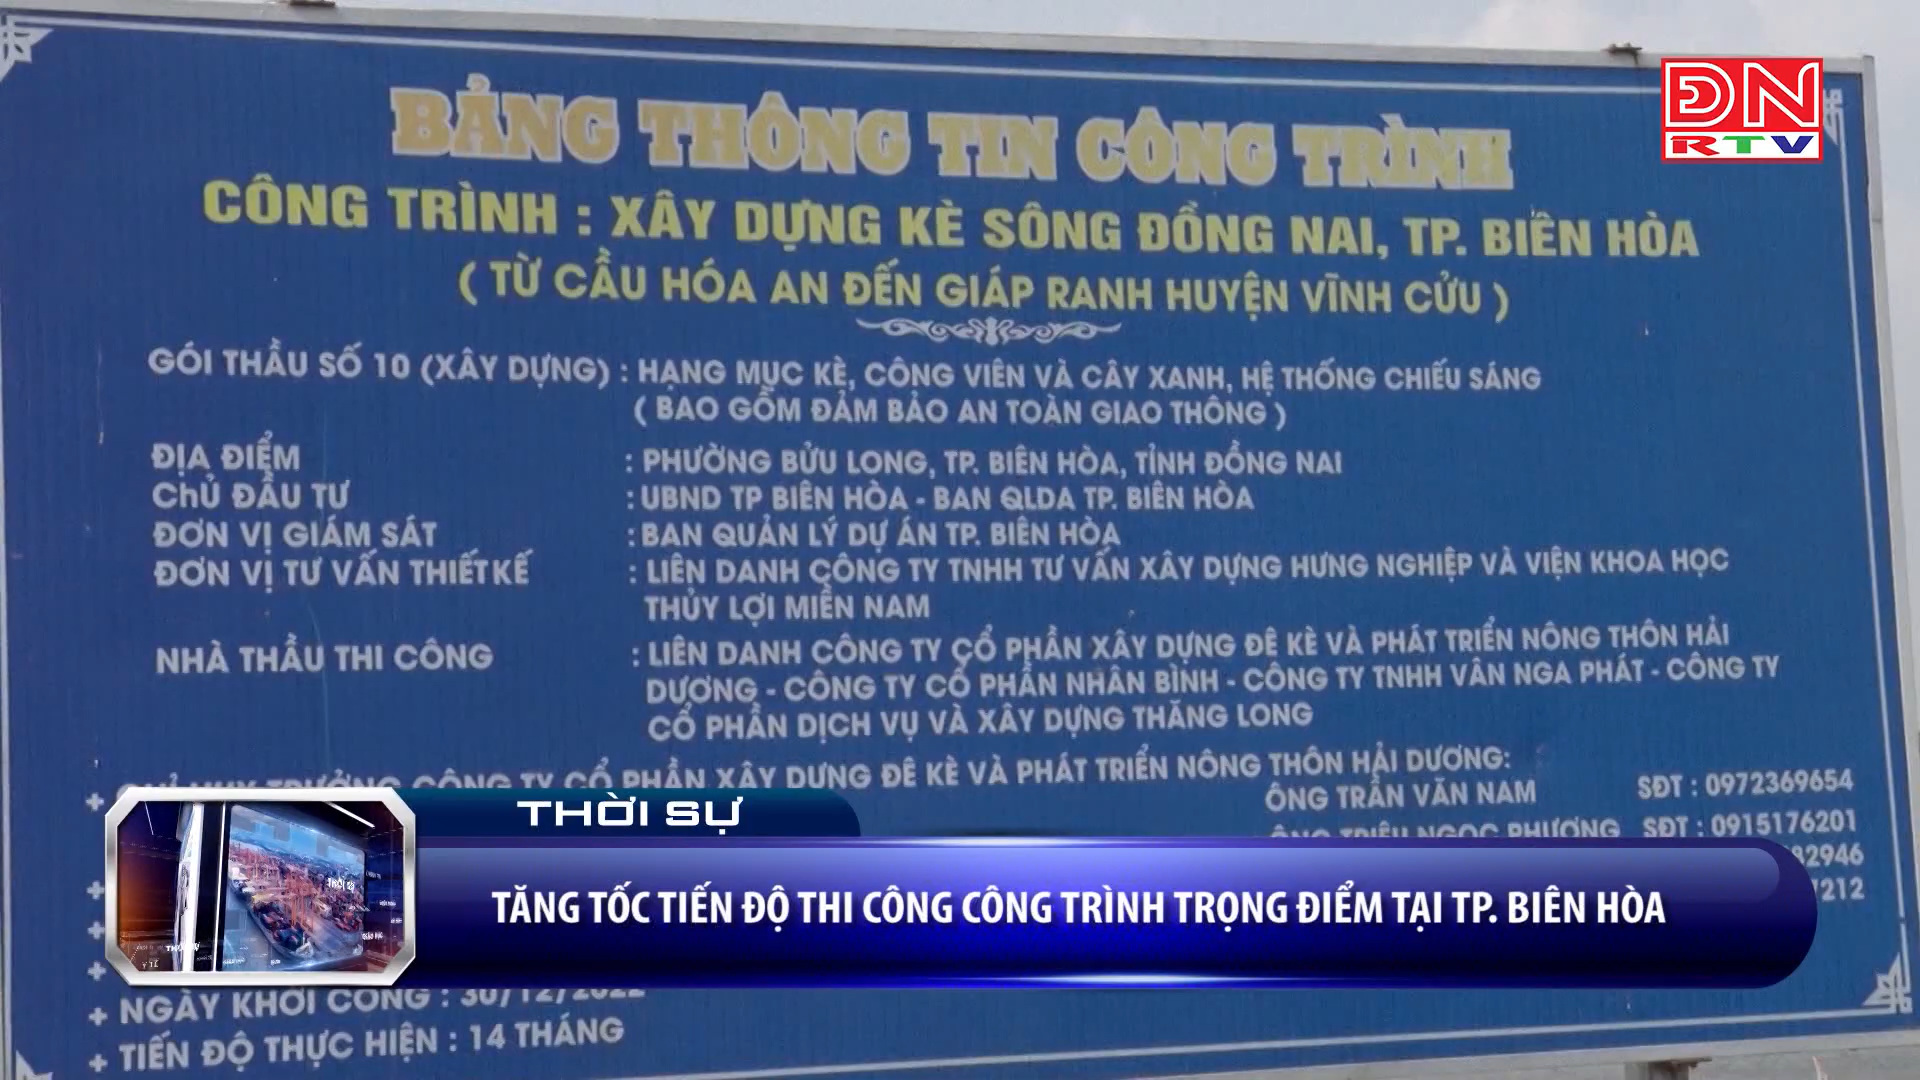 BẢNG THÔNG TIN CÔNG TRÌNH
ĐN
RTV
CÔNG TRÌNH : XÂY DỰNG KÈ SÔNG ĐỒNG NAI, TP. BIÊN HÒA
( TỪ CẦU HÓA AN ĐẾN GIÁP RANH HUYỆN VĨNH CỬU )
GÓI THẦU SỐ 10 (XÂY DỰNG) : HẠNG MỤC KÈ, CÔNG VIÊN VÀ CÂY XANH, HỆ THỐNG CHIẾU SÁNG
( BAO GỒM ĐẢM BẢO AN TOÀN GIAO THÔNG )
ĐỊA ĐIỂM : PHƯỜNG BỬU LONG, TP. BIÊN HÒA, TỈNH ĐỒNG NAI
ChỦ ĐẦU TƯ : UBND TP BIÊN HÒA - BAN QLDA TP. BIÊN HÒA
ĐƠN VỊ GIÁM SÁT : BAN QUẢN LÝ DỰ ÁN TP. BIÊN HÒA
ĐƠN VỊ TƯ VẤN THIẾT KẾ : LIÊN DANH CÔNG TY TNHH TƯ VẤN XÂY DỰNG HƯNG NGHIỆP VÀ VIỆN KHOA HỌC
THỦY LỢI MIỀN NAM
NHÀ THẦU THI CÔNG : LIÊN DANH CÔNG TY CỔ PHẦN XÂY DỰNG ĐÊ KÈ VÀ PHÁT TRIỂN NÔNG THÔN HẢI
DƯƠNG - CÔNG TY CỔ PHẦN NHÂN BÌNH - CÔNG TY TNHH VÂN NGA PHÁT - CÔNG TY
CỔ PHẦN DỊCH VỤ VÀ XÂY DỰNG THĂNG LONG
+ HUY TRƯỞNG CÔNG TY CỔ PHẦN XÂY DỰNG ĐÊ KÈ VÀ PHÁT TRIỂN NÔNG THÔN HẢI DƯƠNG:
ÔNG TRẦN VĂN NAM SĐT : 0972369654
ÔNG TRIỆU NGỌC PHƯƠNG SĐT : 0915176201
82946
7212
THỜI SỰ
TĂNG TỐC TIẾN ĐỘ THI CÔNG CÔNG TRÌNH TRỌNG ĐIỂM TẠI TP. BIÊN HÒA
+ NGÀY KHỞI CÔNG : 30/12/2022
+ TIẾN ĐỘ THỰC HIỆN : 14 THÁNG